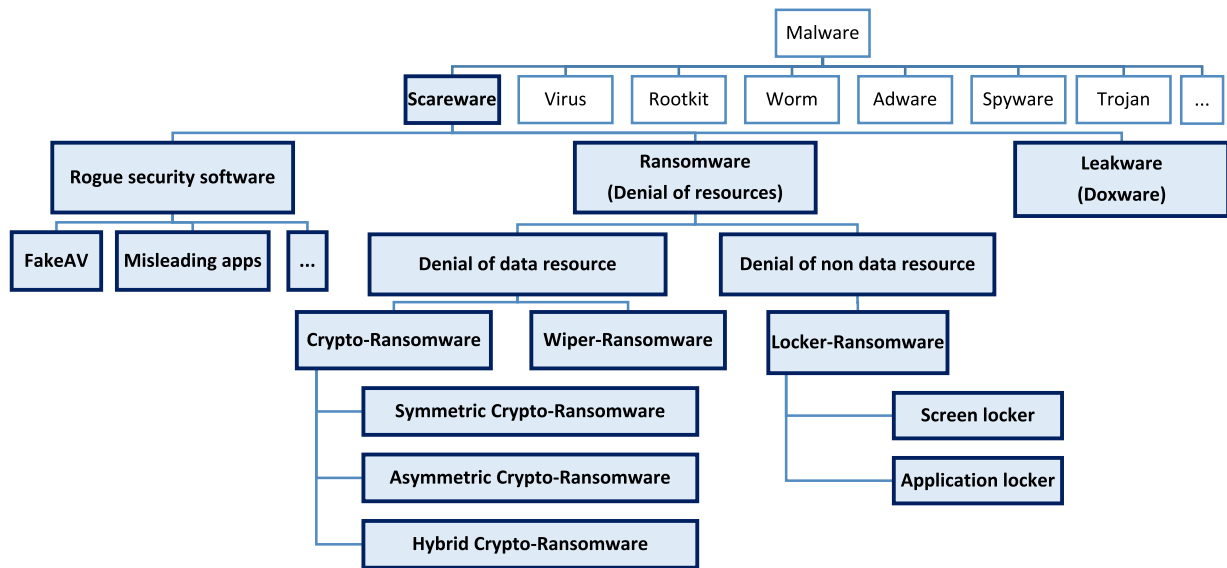 Malware
Scareware
Virus
Rootkit
Worm
Adware
Spyware
Trojan
...
Rogue security software
Ransomware
(Denial of resources)
Leakware
(Doxware)
FakeAV
Misleading apps
...
Denial of data resource
Denial of non data resource
Crypto-Ransomware
Wiper-Ransomware
Locker-Ransomware
Symmetric Crypto-Ransomware
Screen locker
Asymmetric Crypto-Ransomware
Application locker
Hybrid Crypto-Ransomware